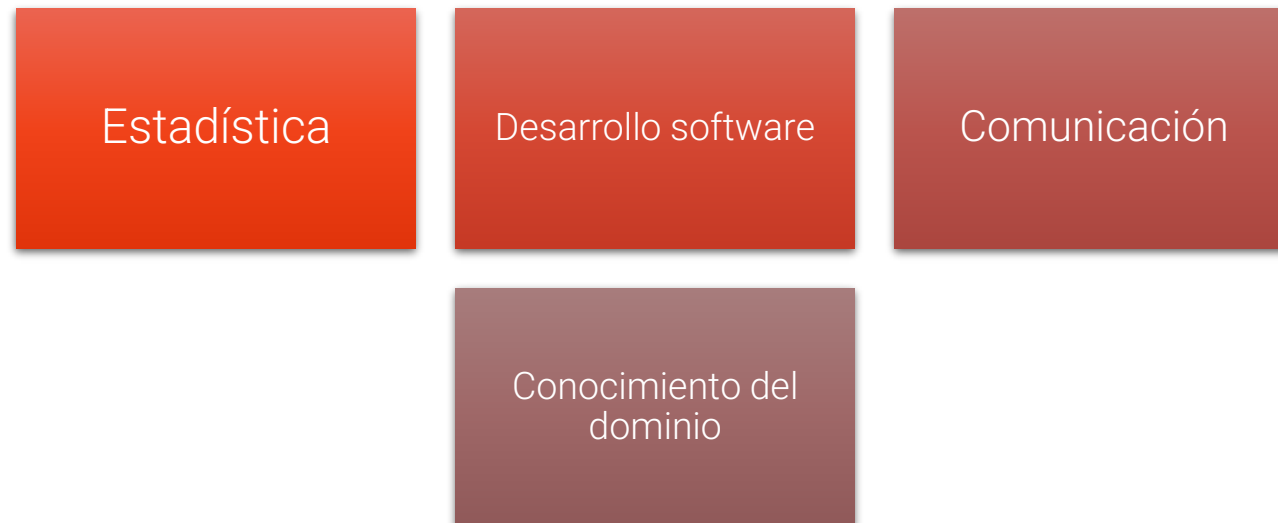 Estadística
Desarrollo software
Comunicación
Conocimiento del
dominio